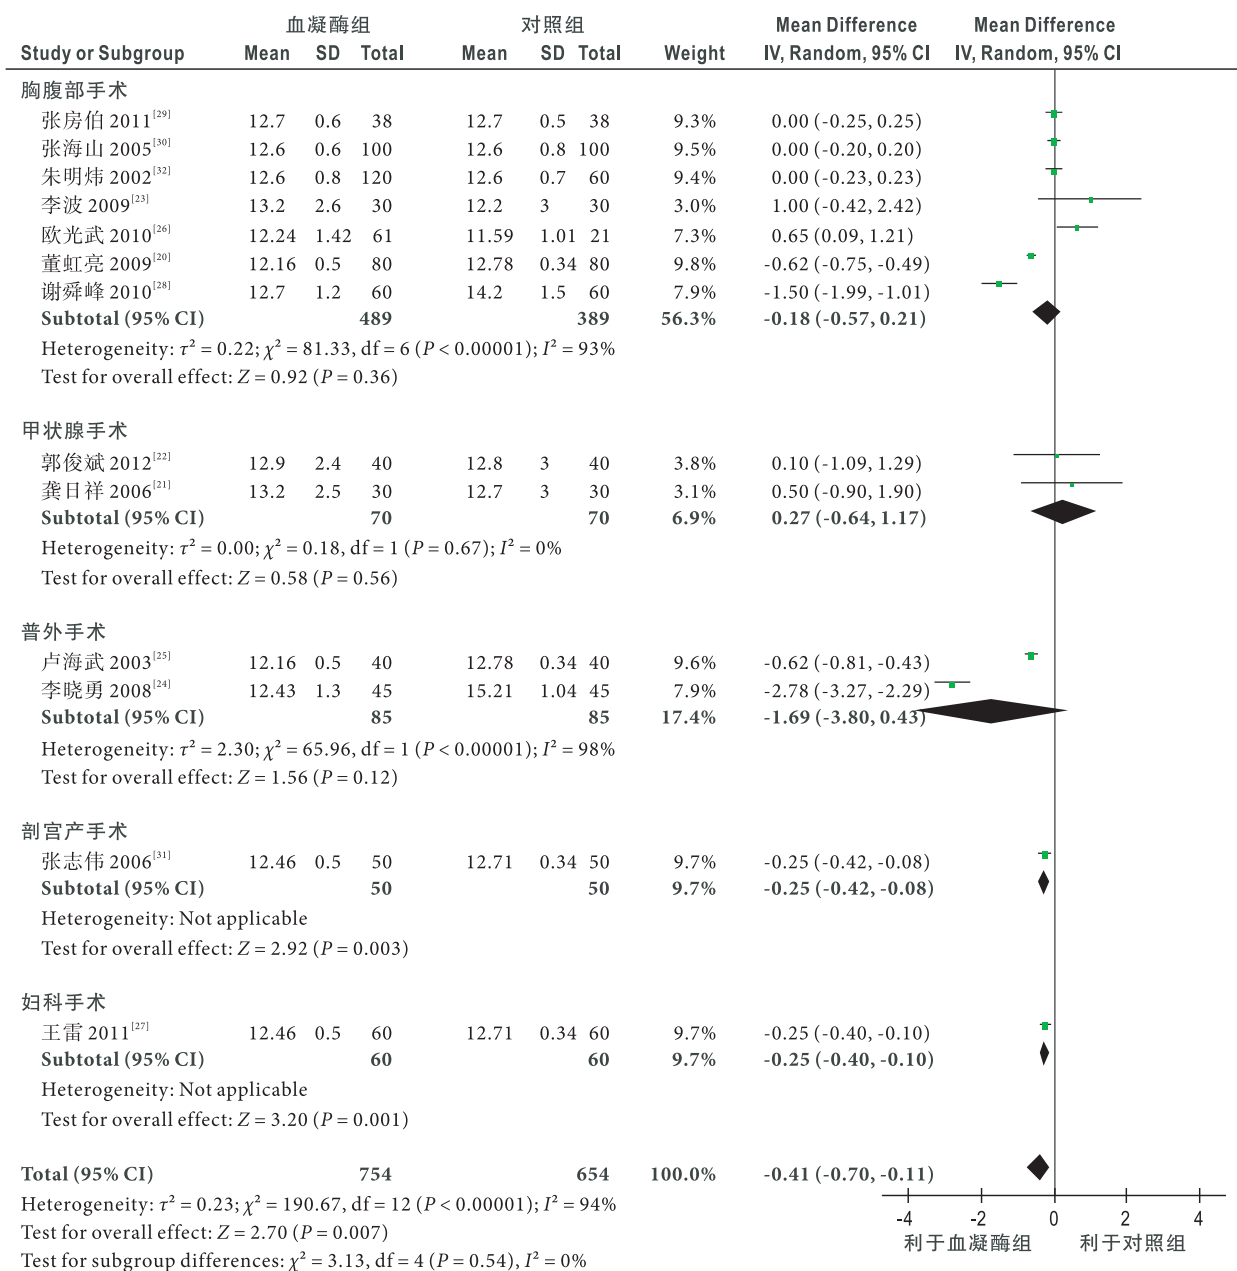 血凝酶组 对照组 Mean Difference Mean Difference
Study or Subgroup Mean SD Total Mean SD Total Weight IV, Random, 95% CI IV, Random, 95% CI
胸腹部手术
张房伯 2011[29] 12.7 0.6 38 12.7 0.5 38 9.3% 0.00 (-0.25, 0.25)
张海山 2005[30] 12.6 0.6 100 12.6 0.8 100 9.5% 0.00 (-0.20, 0.20)
朱明炜 2002[32] 12.6 0.8 120 12.6 0.7 60 9.4% 0.00 (-0.23, 0.23)
李波 2009[23] 13.2 2.6 30 12.2 3 30 3.0% 1.00 (-0.42, 2.42)
欧光武 2010[26] 12.24 1.42 61 11.59 1.01 21 7.3% 0.65 (0.09, 1.21)
董虹亮 2009[20] 12.16 0.5 80 12.78 0.34 80 9.8% -0.62 (-0.75, -0.49)
谢舜峰 2010[28] 12.7 1.2 60 14.2 1.5 60 7.9% -1.50 (-1.99, -1.01)
Subtotal (95% CI) 489 389 56.3% -0.18 (-0.57, 0.21)
Heterogeneity: τ² = 0.22; χ² = 81.33, df = 6 (P < 0.00001); I² = 93%
Test for overall effect: Z = 0.92 (P = 0.36)
甲状腺手术
郭俊斌 2012[22] 12.9 2.4 40 12.8 3 40 3.8% 0.10 (-1.09, 1.29)
龚日祥 2006[21] 13.2 2.5 30 12.7 3 30 3.1% 0.50 (-0.90, 1.90)
Subtotal (95% CI) 70 70 6.9% 0.27 (-0.64, 1.17)
Heterogeneity: τ² = 0.00; χ² = 0.18, df = 1 (P = 0.67); I² = 0%
Test for overall effect: Z = 0.58 (P = 0.56)
普外手术
卢海武 2003[25] 12.16 0.5 40 12.78 0.34 40 9.6% -0.62 (-0.81, -0.43)
李晓勇 2008[24] 12.43 1.3 45 15.21 1.04 45 7.9% -2.78 (-3.27, -2.29)
Subtotal (95% CI) 85 85 17.4% -1.69 (-3.80, 0.43)
Heterogeneity: τ² = 2.30; χ² = 65.96, df = 1 (P < 0.00001); I² = 98%
Test for overall effect: Z = 1.56 (P = 0.12)
剖宫产手术
张志伟 2006[31] 12.46 0.5 50 12.71 0.34 50 9.7% -0.25 (-0.42, -0.08)
Subtotal (95% CI) 50 50 9.7% -0.25 (-0.42, -0.08)
Heterogeneity: Not applicable
Test for overall effect: Z = 2.92 (P = 0.003)
妇科手术
王雷 2011[27] 12.46 0.5 60 12.71 0.34 60 9.7% -0.25 (-0.40, -0.10)
Subtotal (95% CI) 60 60 9.7% -0.25 (-0.40, -0.10)
Heterogeneity: Not applicable
Test for overall effect: Z = 3.20 (P = 0.001)
Total (95% CI) 754 654 100.0% -0.41 (-0.70, -0.11)
Heterogeneity: τ² = 0.23; χ² = 190.67, df = 12 (P < 0.00001); I² = 94%
Test for overall effect: Z = 2.70 (P = 0.007)
Test for subgroup differences: χ² = 3.13, df = 4 (P = 0.54), I² = 0%
-4 -2 0 2 4
利于血凝酶组 利于对照组